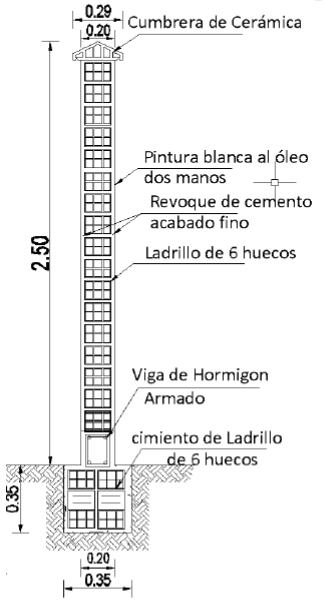 0.29
0.20
Cumbrera de Cerámica
Pintura blanca al óleo
dos manos
Revoque de cemento
acabado fino
2.50
Ladrillo de 6 huecos
Viga de Hormigon
Armado
cimiento de Ladrillo
de 6 huecos
0.35
0.20
0.35